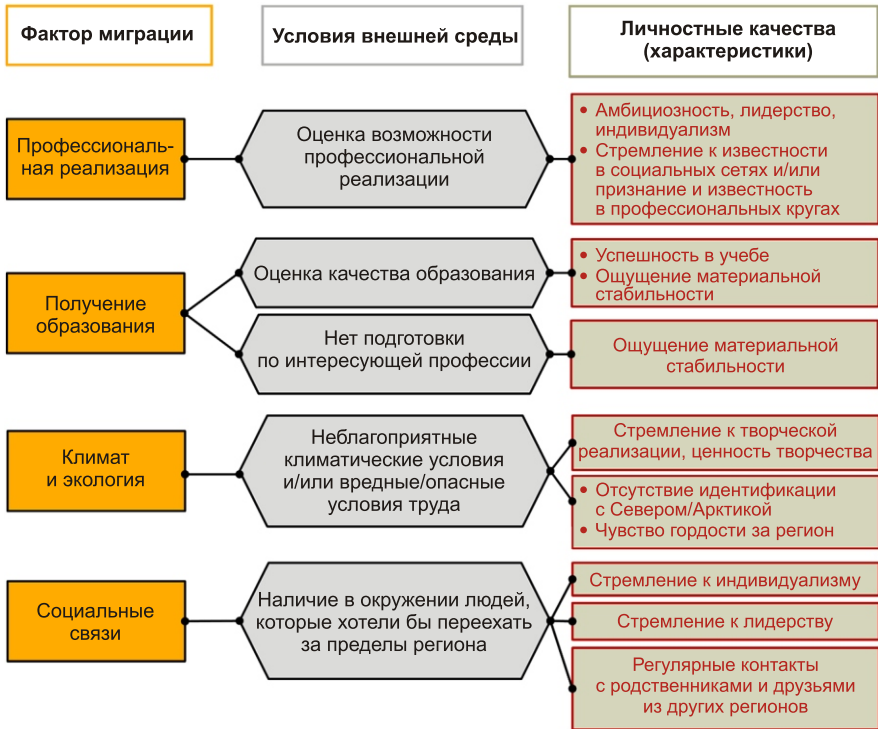 Фактор миграции
Условия внешней среды
Личностные качества
(характеристики)
Профессиональ-
ная реализация
Оценка возможности
профессиональной
реализации
• Амбициозность, лидерство,
индивидуализм
• Стремление к известности
в социальных сетях и/или
признание и известность
в профессиональных кругах
Получение
образования
Оценка качества образования
• Успешность в учебе
• Ощущение материальной
стабильности
Нет подготовки
по интересующей профессии
Ощущение материальной
стабильности
Климат
и экология
Неблагоприятные
климатические условия
и/или вредные/опасные
условия труда
Стремление к творческой
реализации, ценность творчества
• Отсутствие идентификации
с Севером/Арктикой
• Чувство гордости за регион
Социальные
связи
Наличие в окружении людей,
которые хотели бы переехать
за пределы региона
Стремление к индивидуализму
Стремление к лидерству
Регулярные контакты
с родственниками и друзьями
из других регионов